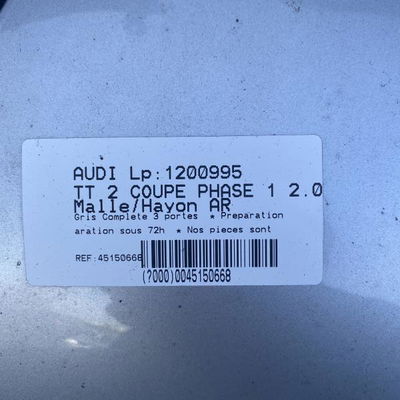 AUDI Lp:1200995
TT 2 COUPE PHASE 1 2.0
Malle/Hayon AR
Gris Complete 3 portes * Preparation
aration sous 72h * Nos pieces sont
REF:45150668
(?000)0045150668